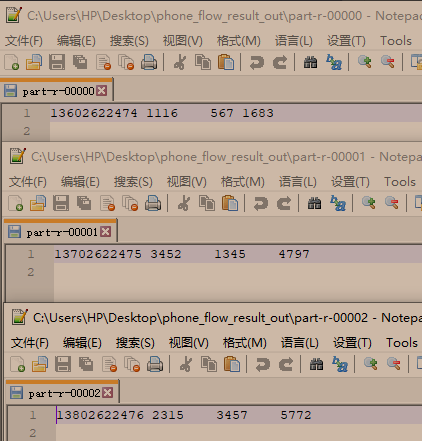 C:\Users\HP\Desktop\phone_flow_result_out\part-r-00000 - Notepa
文件(F) 编辑(E) 搜索(S) 视图(V) 格式(M) 语言(L) 设置(T) Tools
part-r-00000
1 13602622474 1116 567 1683
2
C:\Users\HP\Desktop\phone_flow_result_out\part-r-00001 - Notepa
文件(F) 编辑(E) 搜索(S) 视图(V) 格式(M) 语言(L) 设置(T) Tools
part-r-00001
1 13702622475 3452 1345 4797
2
C:\Users\HP\Desktop\phone_flow_result_out\part-r-00002 - Notepa
文件(F) 编辑(E) 搜索(S) 视图(V) 格式(M) 语言(L) 设置(T) Tools
part-r-00002
1 13802622476 2315 3457 5772
2